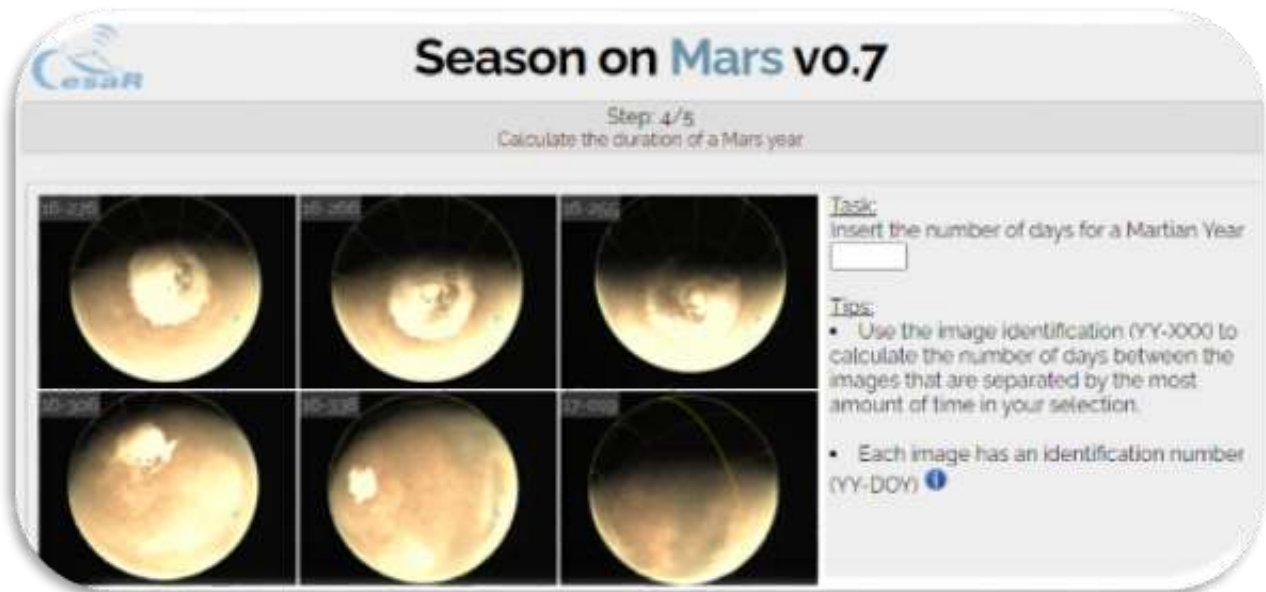 cesaR
Season on Mars v0.7
Step: 4/5
Calculate the duration of a Mars year
Task:
Insert the number of days for a Martian Year
Tips:
• Use the image identification (YY-XXX) to
calculate the number of days between the
images that are separated by the most
amount of time in your selection.
• Each image has an identification number
(YY-DOY)